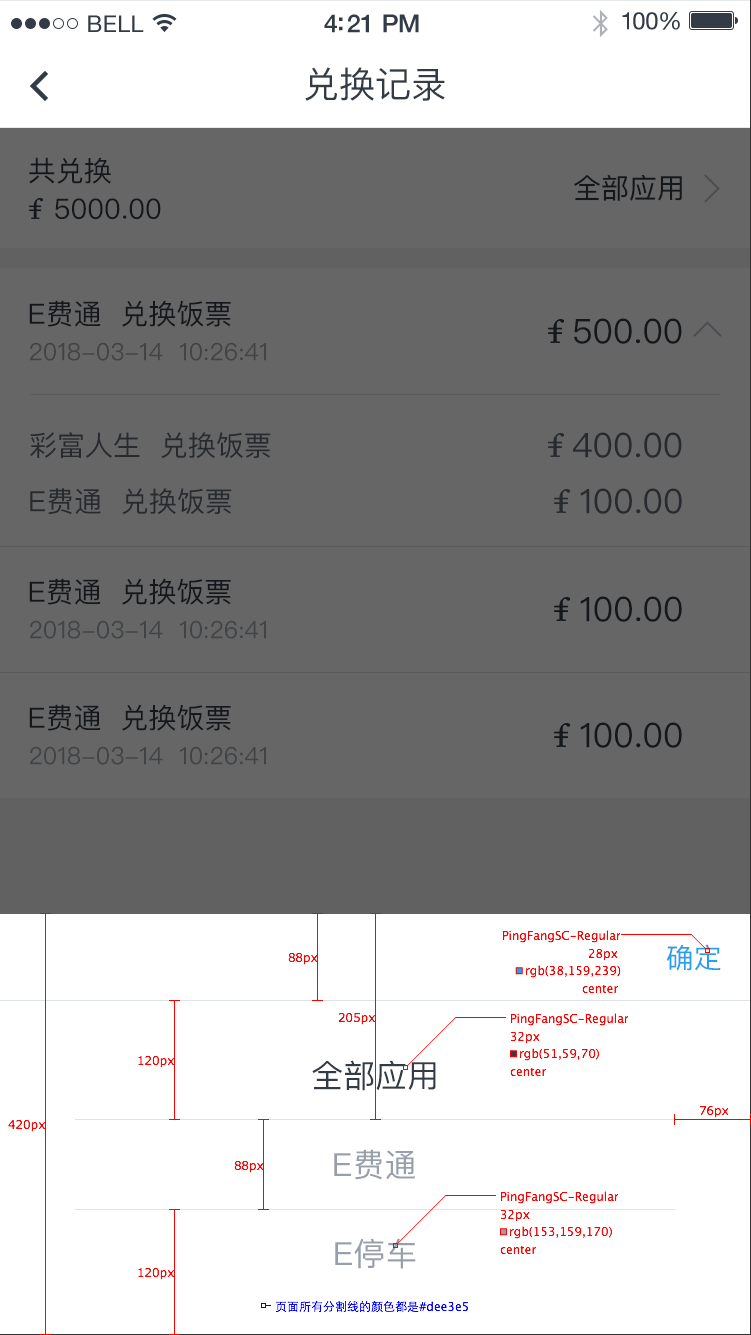 BELL 4:21 PM 100%
兑换记录
共兑换
₣ 5000.00
全部应用
E费通 兑换饭票
2018-03-14 10:26:41
₣ 500.00
彩富人生 兑换饭票 ₣ 400.00
E费通 兑换饭票 ₣ 100.00
E费通 兑换饭票
2018-03-14 10:26:41
₣ 100.00
E费通 兑换饭票
2018-03-14 10:26:41
₣ 100.00
PingFangSC-Regular
28px
rgb(38,159,239)
center
确定
88px
205px
PingFangSC-Regular
32px
rgb(51,59,70)
center
120px
全部应用
76px
420px
88px
E费通
PingFangSC-Regular
32px
rgb(153,159,170)
center
E停车
120px
页面所有分割线的颜色都是#dee3e5